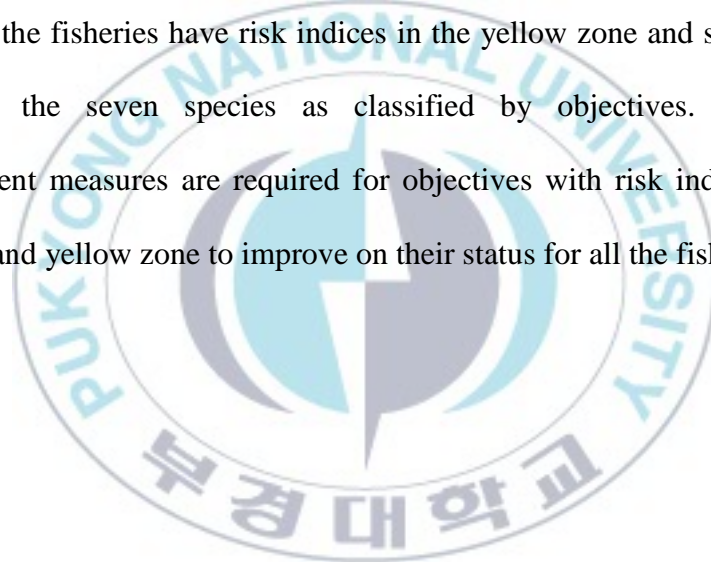 the fisheries have risk indices in the yellow zone and s
the seven species as classified by objectives.
ent measures are required for objectives with risk ind
and yellow zone to improve on their status for all the fis
PUKYONG NATIONAL UNIVERSITY
부경대학교